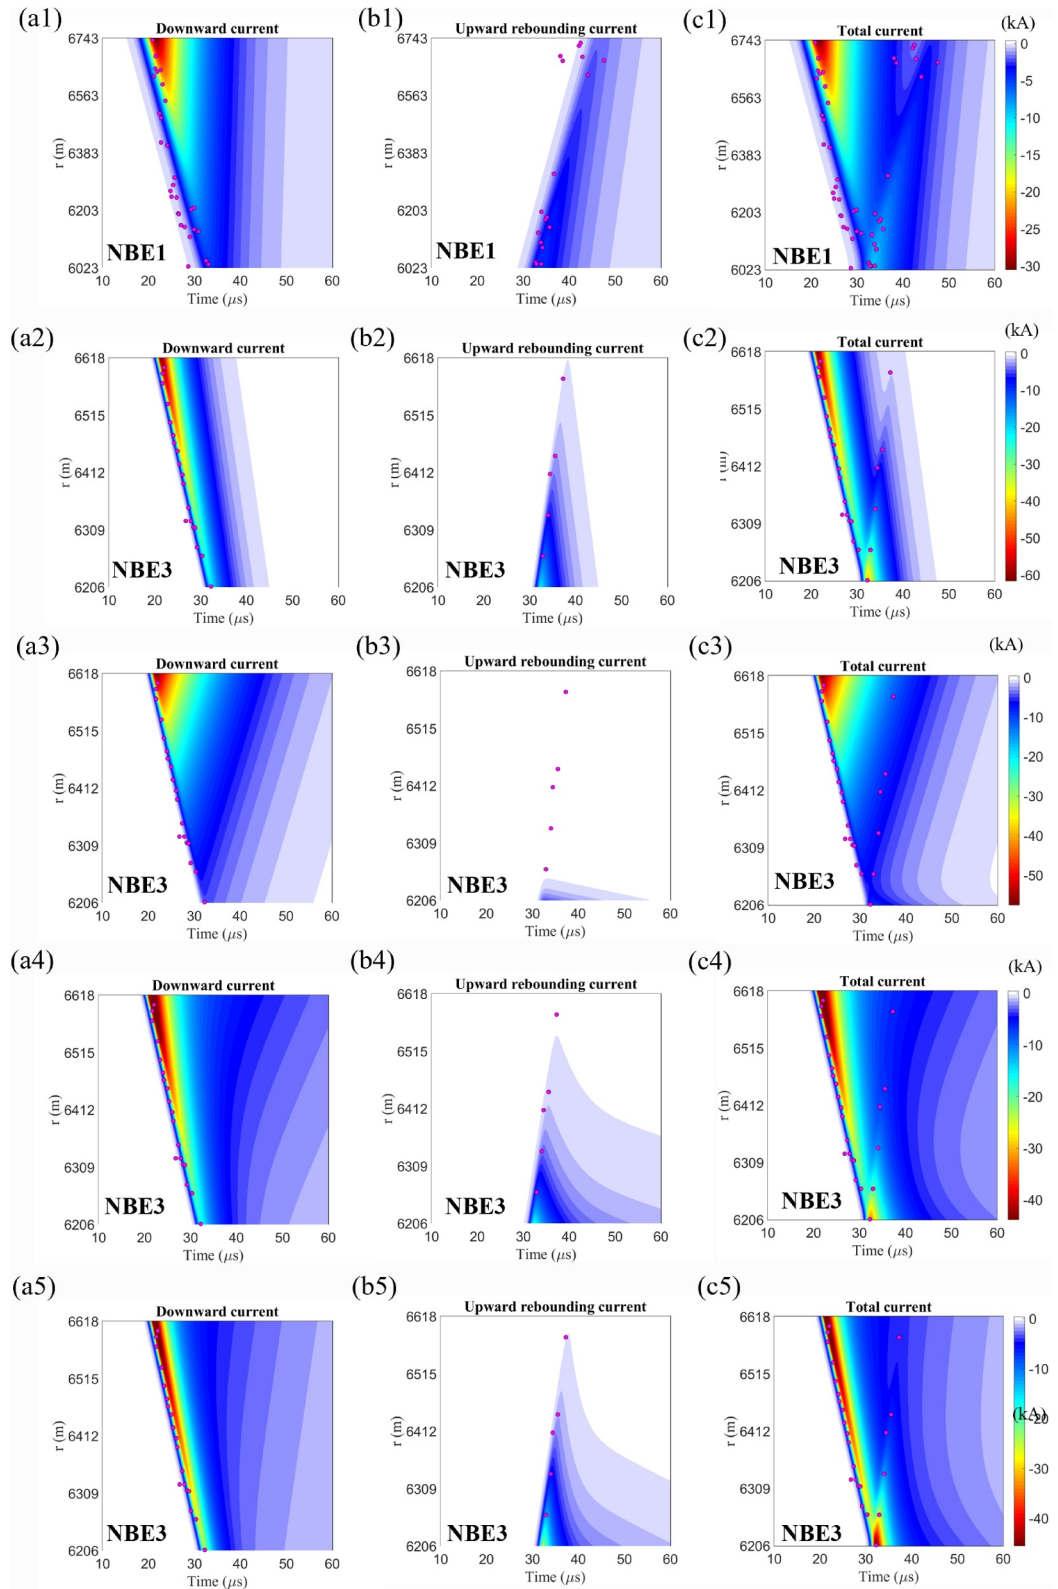 (a1)
Downward current
6743
6563
6383
6203
6023
r (m)
NBE1
10 20 30 40 50 60
Time (μs)
(b1)
Upward rebounding current
6743
6563
6383
6203
6023
r (m)
NBE1
10 20 30 40 50 60
Time (μs)
(c1)
Total current
(kA)
6743
6563
6383
6203
6023
r (m)
NBE1
10 20 30 40 50 60
Time (μs)
0
-5
-10
-15
-20
-25
-30
(a2)
Downward current
6618
6515
6412
6309
6206
r (m)
NBE3
10 20 30 40 50 60
Time (μs)
(b2)
Upward rebounding current
6618
6515
6412
6309
6206
r (m)
NBE3
10 20 30 40 50 60
Time (μs)
(c2)
Total current
(kA)
6618
6515
6412
6309
6206
r (m)
NBE3
10 20 30 40 50 60
Time (μs)
0
-10
-20
-30
-40
-50
-60
(a3)
Downward current
6618
6515
6412
6309
6206
r (m)
NBE3
10 20 30 40 50 60
Time (μs)
(b3)
Upward rebounding current
6618
6515
6412
6309
6206
r (m)
NBE3
10 20 30 40 50 60
Time (μs)
(c3)
Total current
(kA)
6618
6515
6412
6309
6206
r (m)
NBE3
10 20 30 40 50 60
Time (μs)
0
-10
-20
-30
-40
-50
(a4)
Downward current
6618
6515
6412
6309
6206
r (m)
NBE3
10 20 30 40 50 60
Time (μs)
(b4)
Upward rebounding current
6618
6515
6412
6309
6206
r (m)
NBE3
10 20 30 40 50 60
Time (μs)
(c4)
Total current
(kA)
6618
6515
6412
6309
6206
r (m)
NBE3
10 20 30 40 50 60
Time (μs)
0
-10
-20
-30
-40
(a5)
Downward current
6618
6515
6412
6309
6206
r (m)
NBE3
10 20 30 40 50 60
Time (μs)
(b5)
Upward rebounding current
6618
6515
6412
6309
6206
r (m)
NBE3
10 20 30 40 50 60
Time (μs)
(c5)
Total current
6618
6515
6412
6309
6206
r (m)
NBE3
10 20 30 40 50 60
Time (μs)
0
-10
(kA)
-30
-40